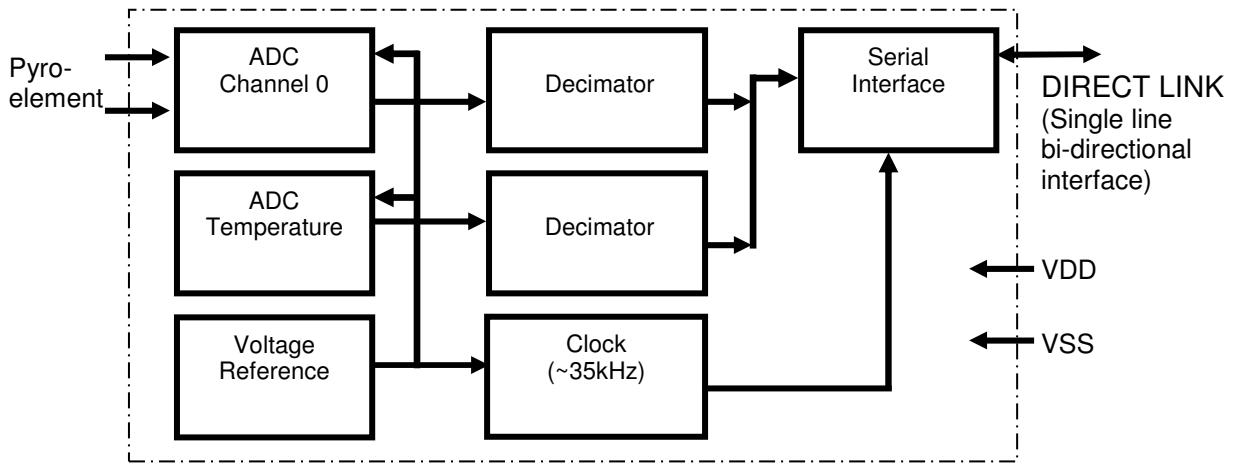 Pyro-
element
ADC
Channel 0
Decimator
Serial
Interface
DIRECT LINK
(Single line
bi-directional
interface)
ADC
Temperature
Decimator
VDD
Voltage
Reference
Clock
(~35kHz)
VSS